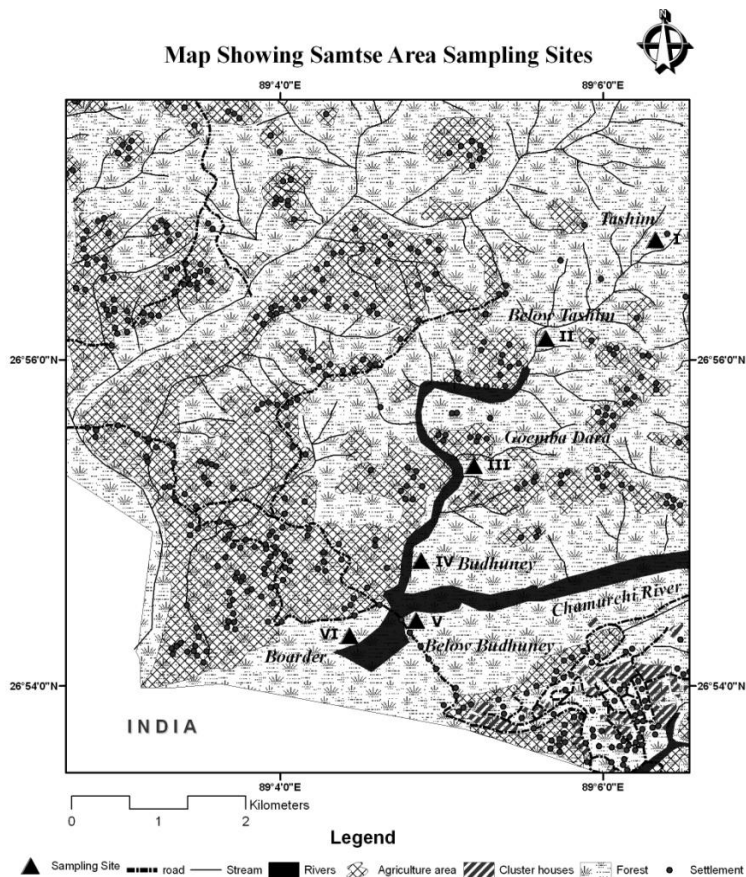 Map Showing Samtse Area Sampling Sites
89°4'0"E 89°6'0"E
Tashim
I
Below Tashim
II
26°56'0"N 26°56'0"N
Goemba Dara
III
IV Budhuney
Chamurchi River
V
VI
Below Budhuney
Boarder
26°54'0"N 26°54'0"N
INDIA
89°4'0"E 89°6'0"E
Kilometers
0 1 2
Legend
Sampling Site road Stream Rivers Agriculture area Cluster houses Forest Settlement